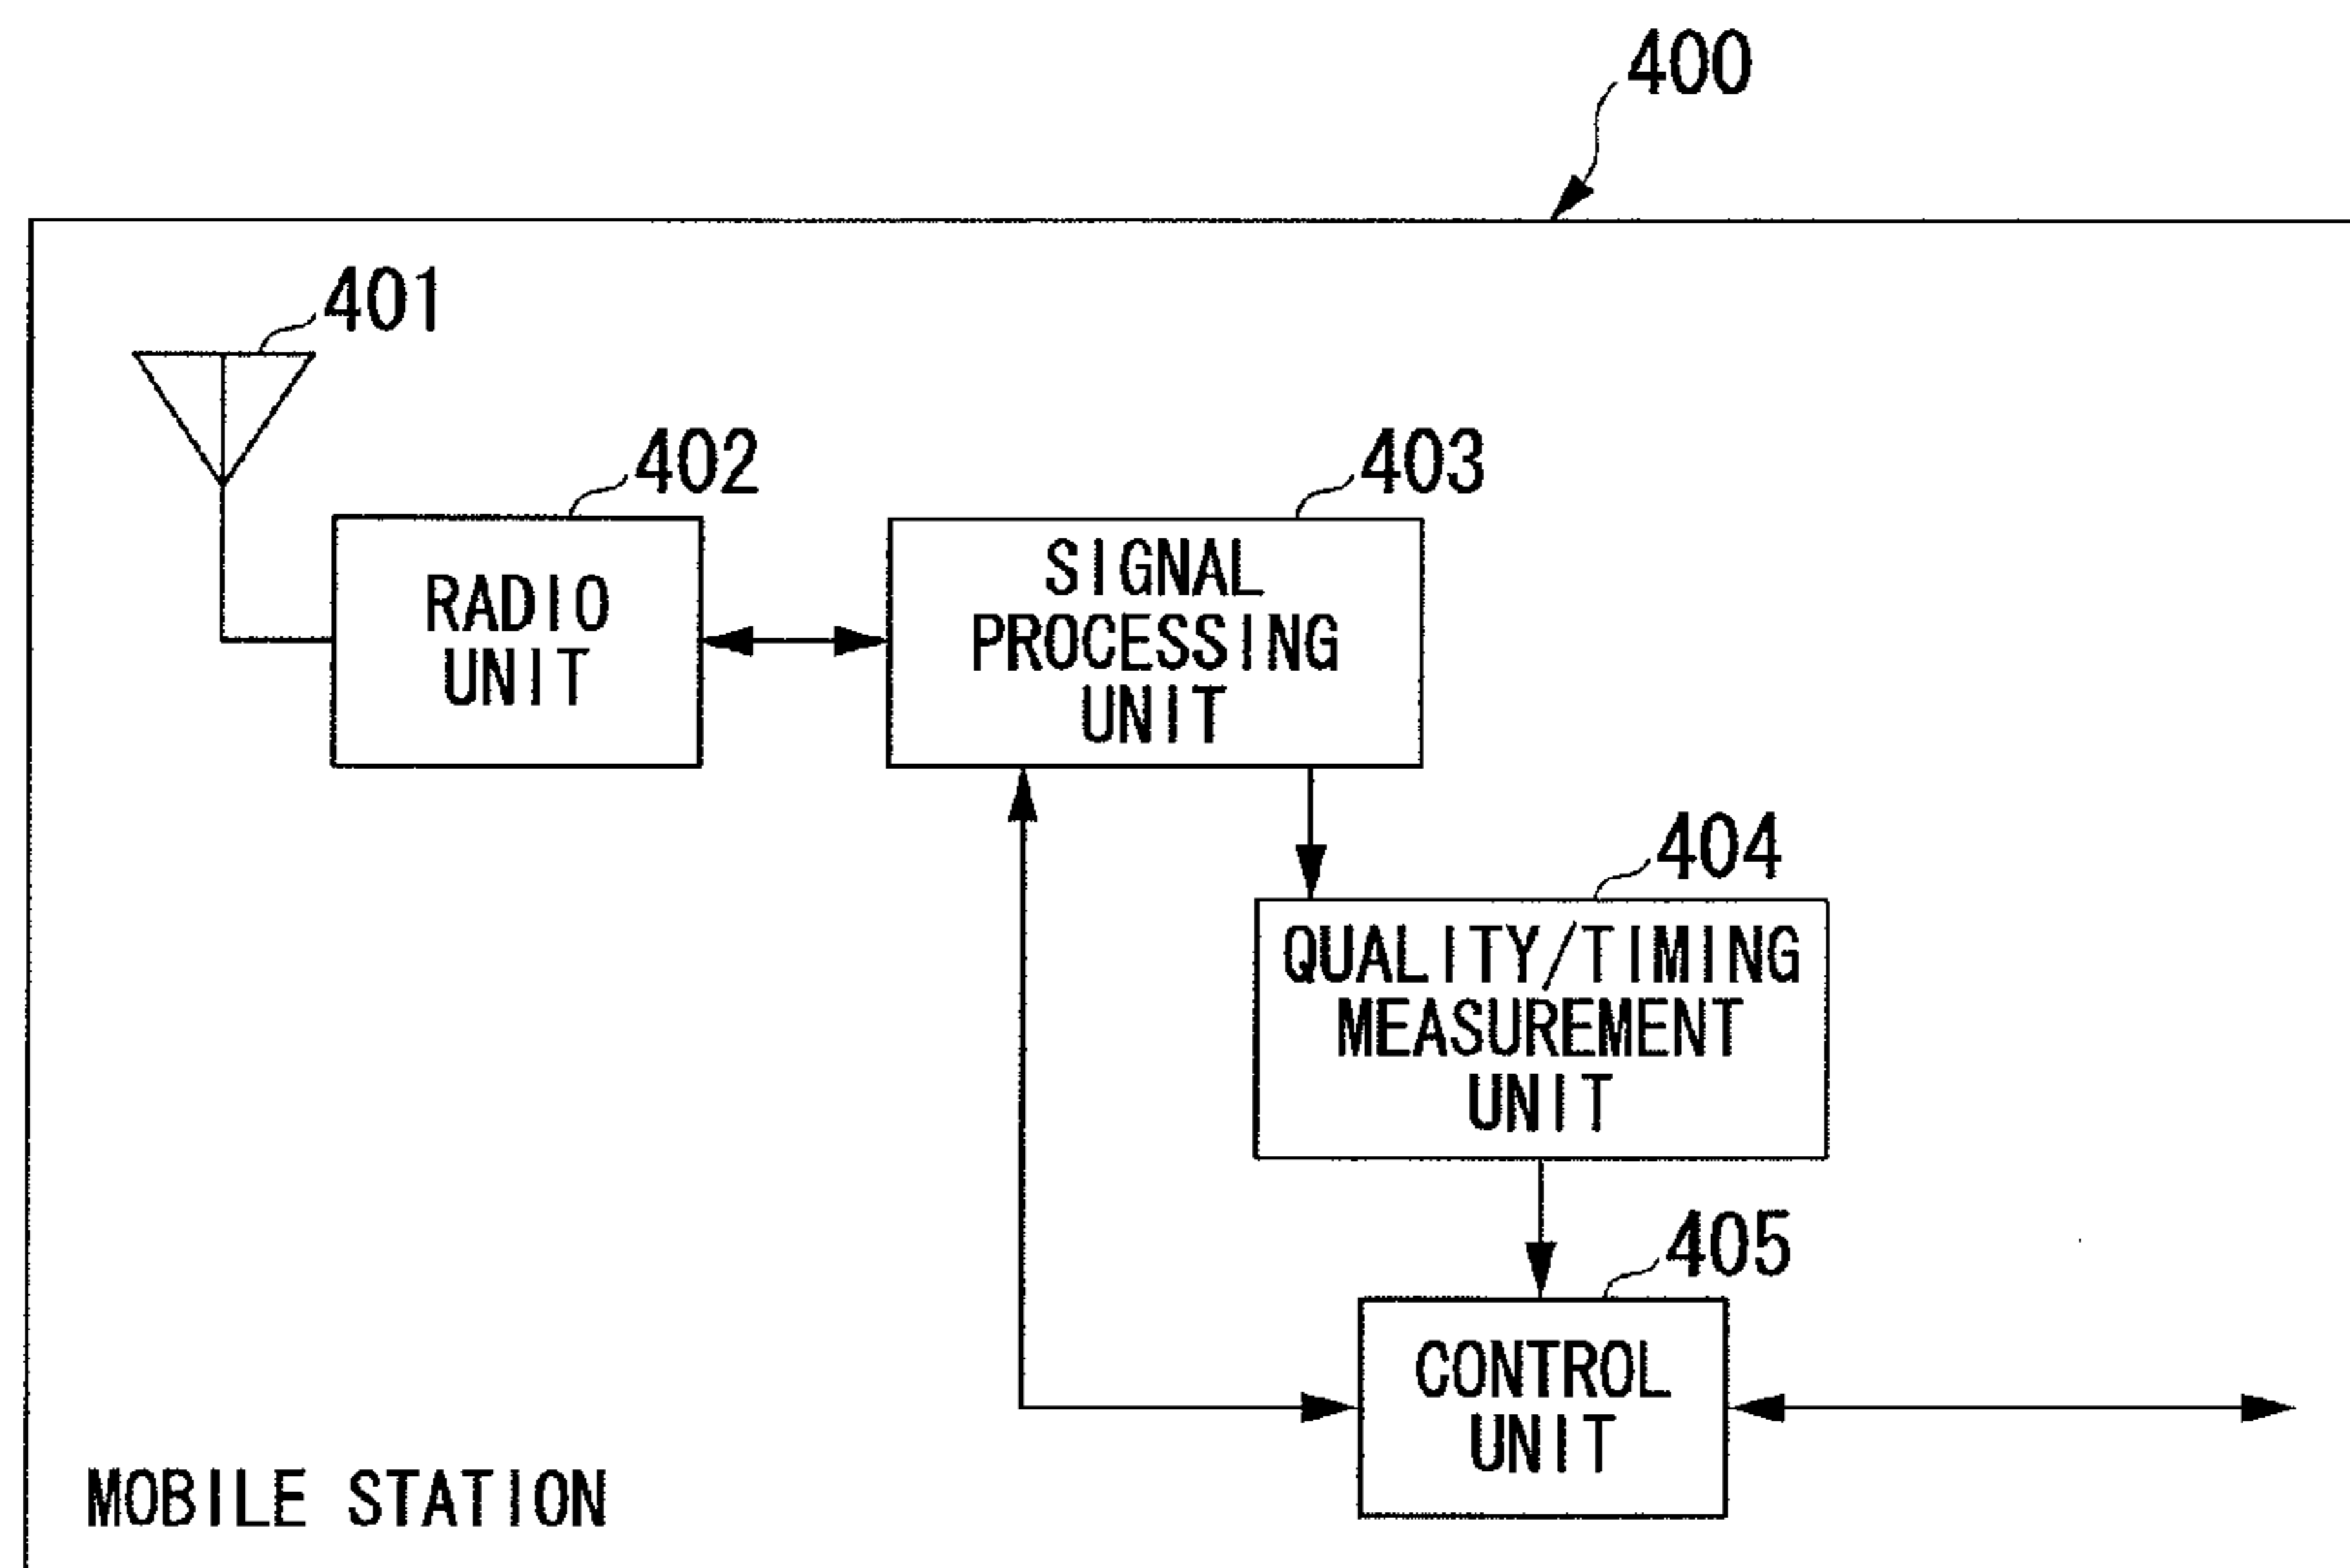 400
401
402
403
RADIO
UNIT
SIGNAL
PROCESSING
UNIT
404
QUALITY/TIMING
MEASUREMENT
UNIT
405
CONTROL
UNIT
MOBILE STATION